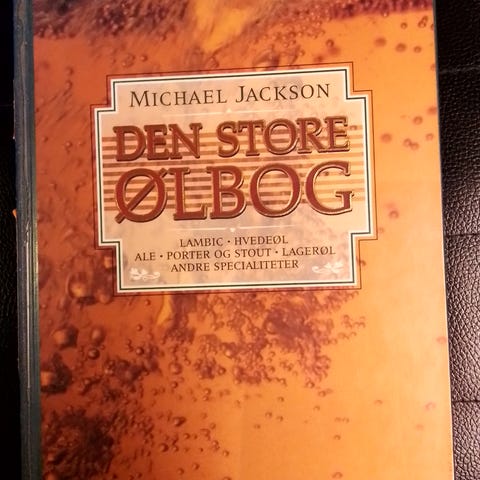 MICHAEL JACKSON
DEN STORE
ØLBOG
LAMBIC · HVEDEØL
ALE · PORTER OG STOUT · LAGERØL
ANDRE SPECIALITETER